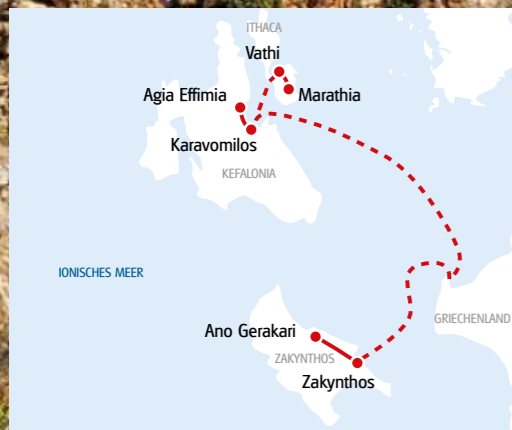 ITHACA
Vathi
Agia Effimia
Marathia
Karavomilos
KEFALONIA
IONISCHES MEER
GRIECHENLAND
Ano Gerakari
ZAKYNTHOS
Zakynthos